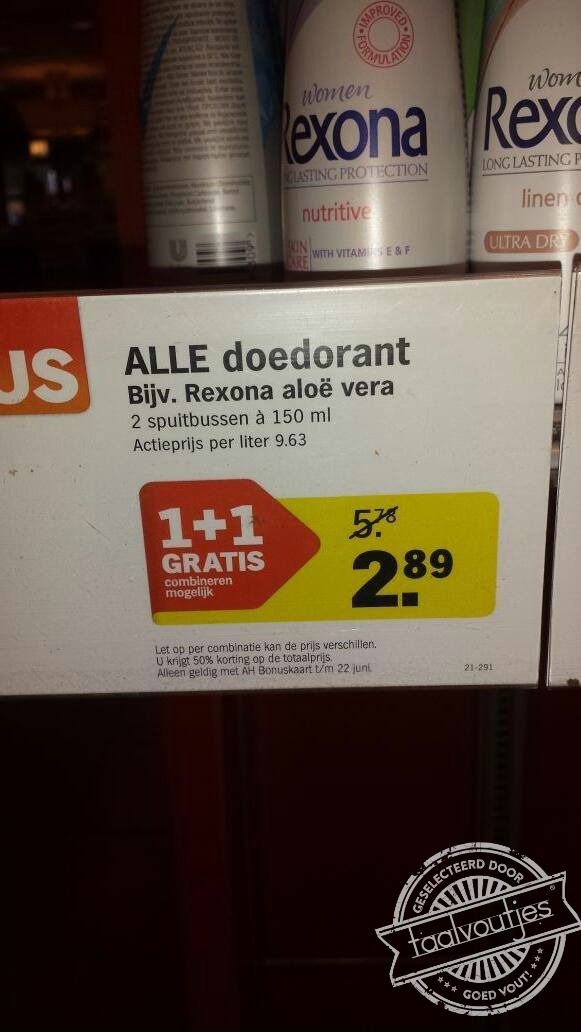 IMPROVED
FORMULATION
women
Rexona
LASTING PROTECTION
nutritive
SKIN
CARE
WITH VITAMINS E & F
LONG LASTING
linen
ULTRA DRY
US
ALLE doedorant
Bijv. Rexona aloë vera
2 spuitbussen à 150 ml
Actieprijs per liter 9.63
1+1
GRATIS
combineren
mogelijk
5.78
2.89
Let op per combinatie kan de prijs verschillen.
U krijgt 50% korting op de totaalprijs.
Alleen geldig met AH Bonuskaart t/m 22 juni.
21-291
GESELECTEERD DOOR
taalvoutjes
GOED VOUT!